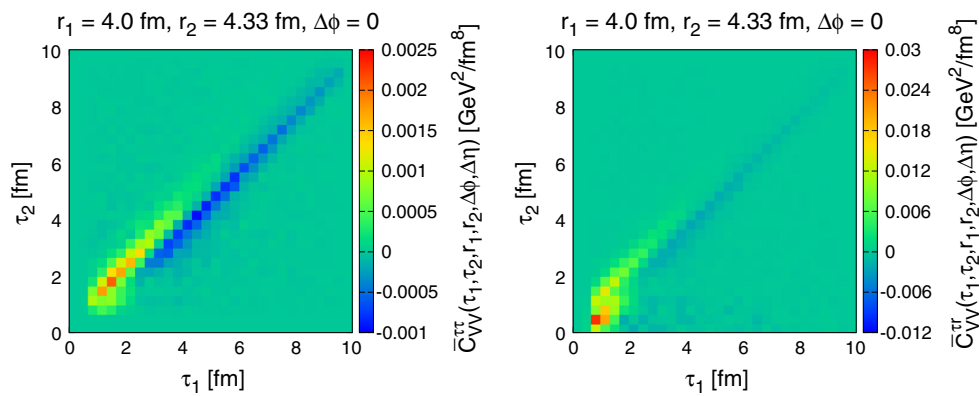 r₁ = 4.0 fm, r₂ = 4.33 fm, Δϕ = 0
10
8
6
4
2
0
τ₂ [fm]
0 2 4 6 8 10
τ₁ [fm]
0.0025
0.002
0.0015
0.001
0.0005
0
-0.0005
-0.001
C̅ᵛᵛ^ττ(τ₁,τ₂,r₁,r₂,Δϕ,Δη) [GeV²/fm⁸]
r₁ = 4.0 fm, r₂ = 4.33 fm, Δϕ = 0
10
8
6
4
2
0
τ₂ [fm]
0 2 4 6 8 10
τ₁ [fm]
0.03
0.024
0.018
0.012
0.006
0
-0.006
-0.012
C̅_VV^τr(τ₁,τ₂,r₁,r₂,Δϕ,Δη) [GeV²/fm⁸]